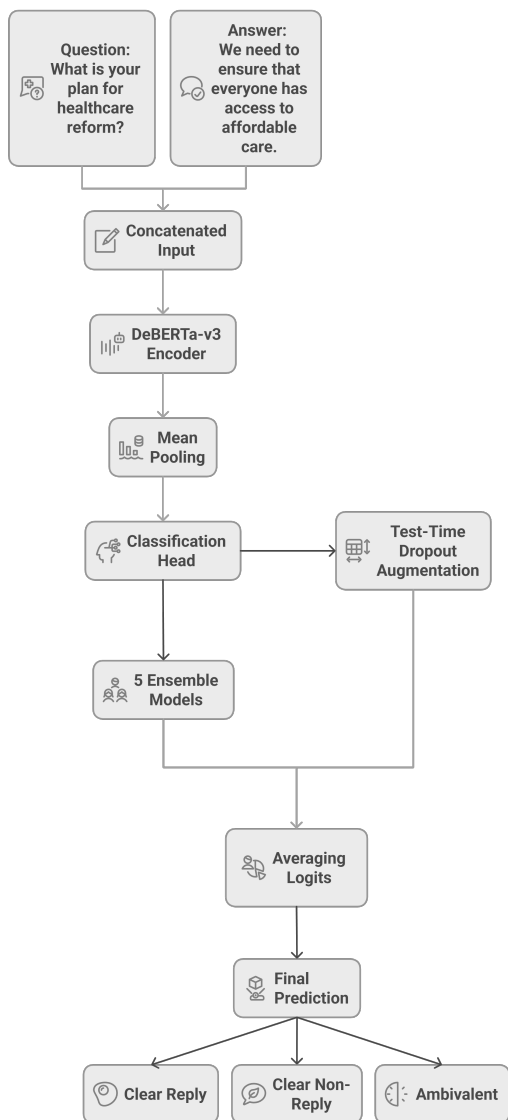 Question:
What is your
plan for
healthcare
reform?
Answer:
We need to
ensure that
everyone has
access to
affordable
care.
Concatenated
Input
DeBERTa-v3
Encoder
Mean
Pooling
Classification
Head
Test-Time
Dropout
Augmentation
5 Ensemble
Models
Averaging
Logits
Final
Prediction
Clear Reply
Clear Non-
Reply
Ambivalent